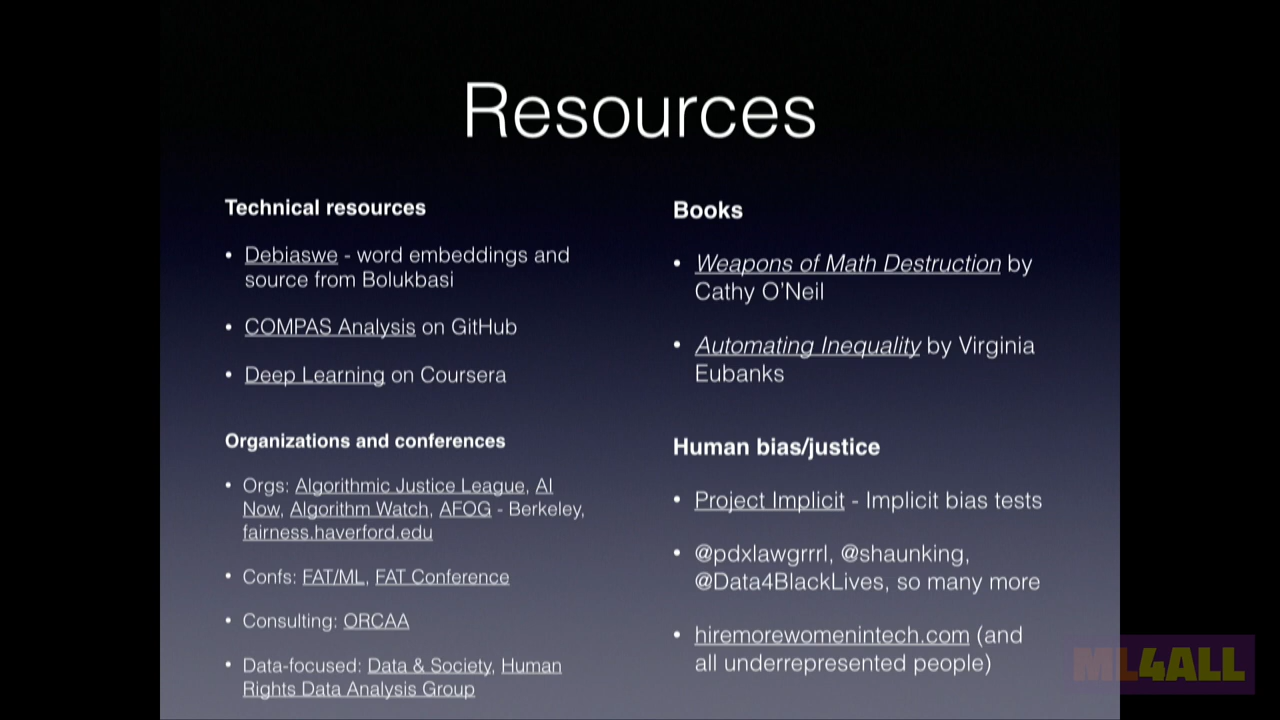 Resources
Technical resources
• Debiaswe - word embeddings and
source from Bolukbasi
• COMPAS Analysis on GitHub
• Deep Learning on Coursera
Organizations and conferences
• Orgs: Algorithmic Justice League, AI
Now, Algorithm Watch, AFOG - Berkeley,
fairness.haverford.edu
• Confs: FAT/ML, FAT Conference
• Consulting: ORCAA
• Data-focused: Data & Society, Human
Rights Data Analysis Group
Books
• Weapons of Math Destruction by
Cathy O'Neil
• Automating Inequality by Virginia
Eubanks
Human bias/justice
• Project Implicit - Implicit bias tests
• @pdxlawgrrrl, @shaunking,
@Data4BlackLives, so many more
• hiremorewomenintech.com (and
all underrepresented people)
ML4ALL